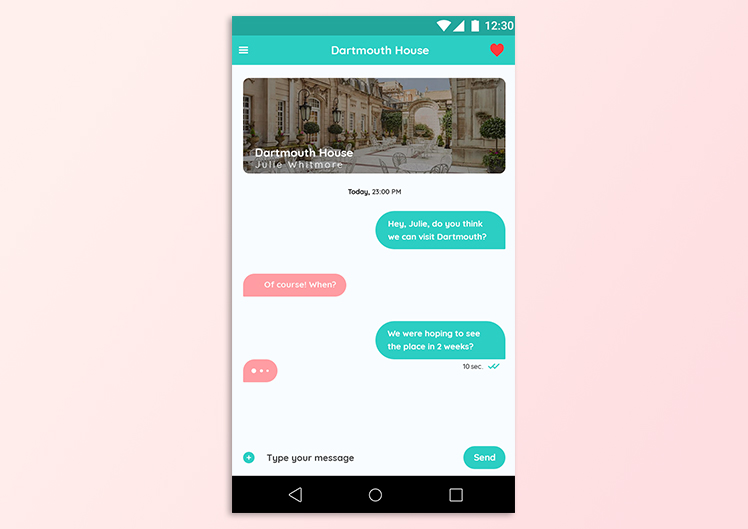 12:30
Dartmouth House
Dartmouth House
Julie Whitmore
Today, 23:00 PM
Hey, Julie, do you think
we can visit Dartmouth?
Of course! When?
We were hoping to see
the place in 2 weeks?
10 sec.
Type your message
Send